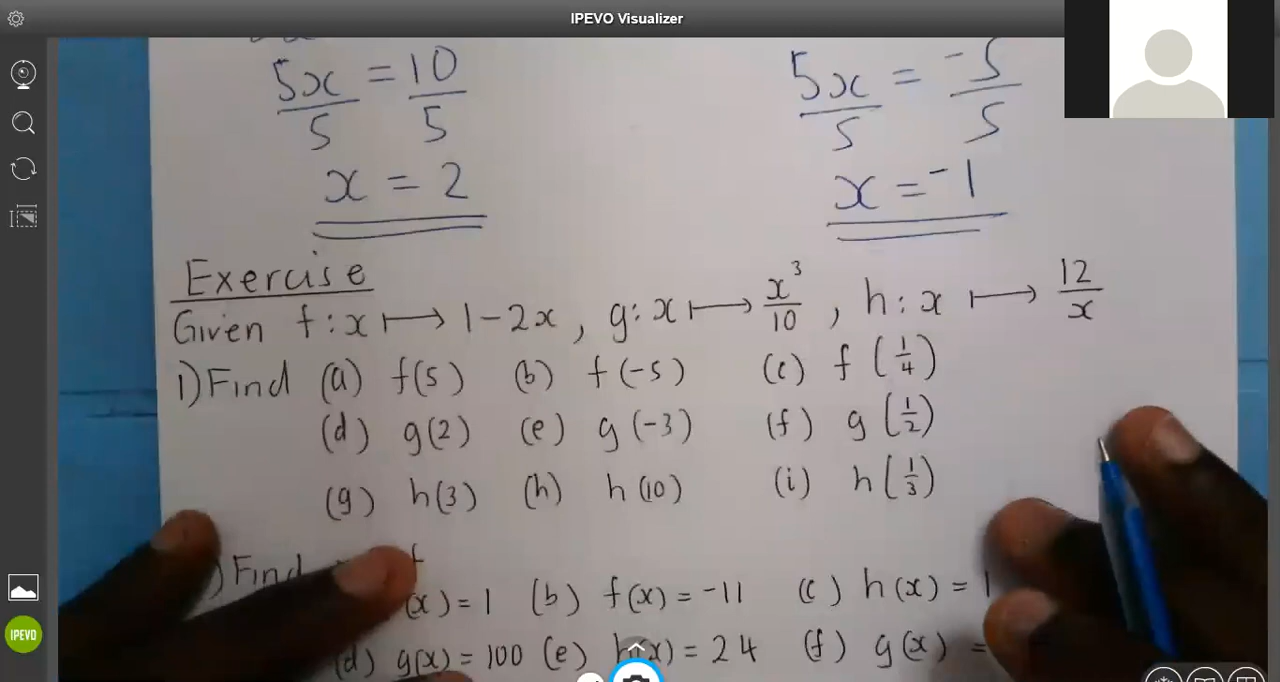 IPEVO Visualizer
5x/5 = 10/5
x = 2
5x/5 = -5/5
x = -1
Exercise
Given f : x ↦ 1 - 2x , g : x ↦ x³/10 , h : x ↦ 12/x
1) Find (a) f(5) (b) f(-5) (c) f(1/4)
(d) g(2) (e) g(-3) (f) g(1/2)
(g) h(3) (h) h(10) (i) h(1/3)
) Find
(x) = 1 (b) f(x) = -11 (c) h(x) = 1
(d) g(x) = 100 (e) h(x) = 24 (f) g(x) =
IPEVO